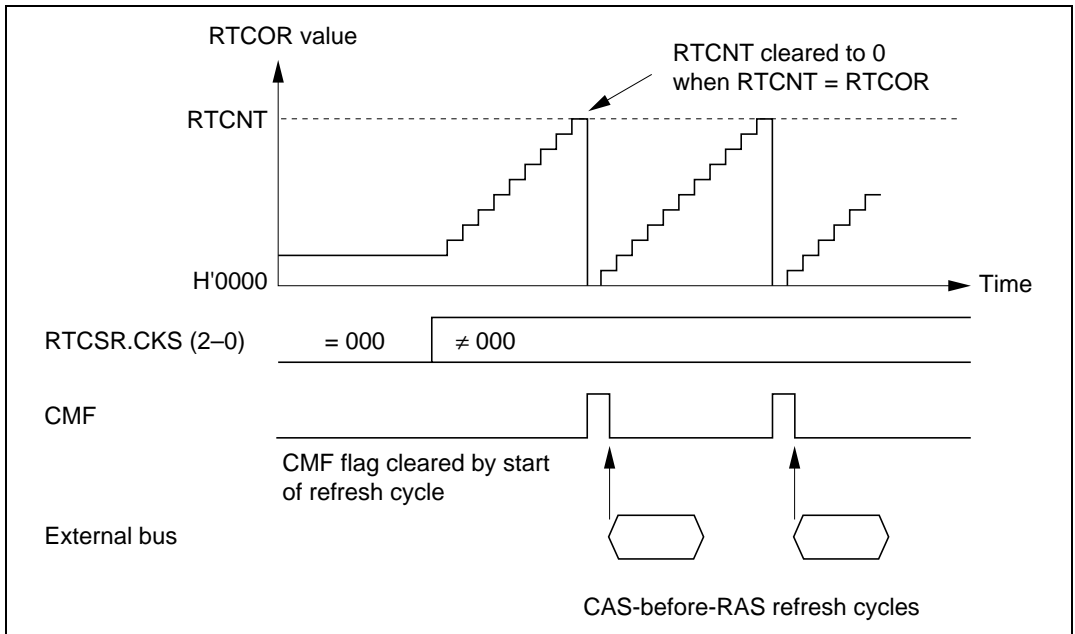 RTCOR value
RTCNT cleared to 0
when RTCNT = RTCOR
RTCNT
H'0000
Time
RTCSR.CKS (2–0)
= 000
≠ 000
CMF
CMF flag cleared by start
of refresh cycle
External bus
CAS-before-RAS refresh cycles